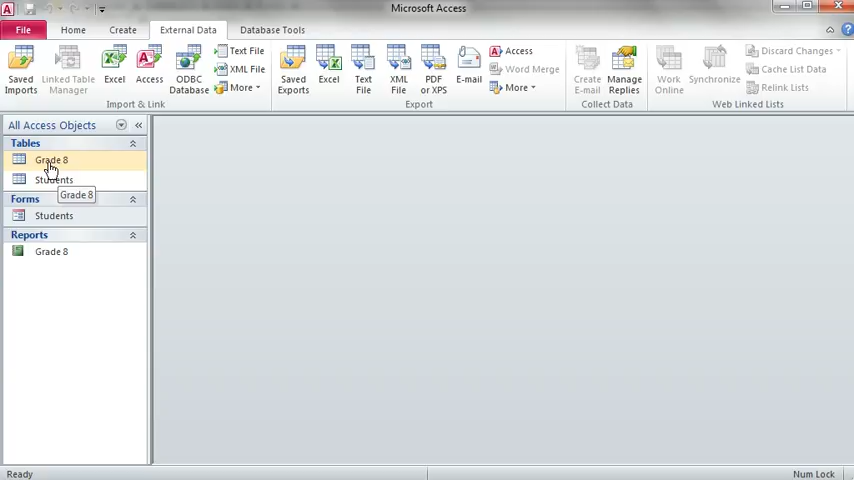 Microsoft Access
File Home Create External Data Database Tools
Saved Imports
Linked Table Manager
Excel
Access
ODBC Database
Text File
XML File
More
Import & Link
Saved Exports
Excel
Text File
XML File
PDF or XPS
E-mail
Access
Word Merge
More
Export
Create E-mail
Manage Replies
Collect Data
Work Online
Synchronize
Discard Changes
Cache List Data
Relink Lists
Web Linked Lists
All Access Objects
Tables
Grade 8
Students
Grade 8
Forms
Students
Reports
Grade 8
Ready
Num Lock